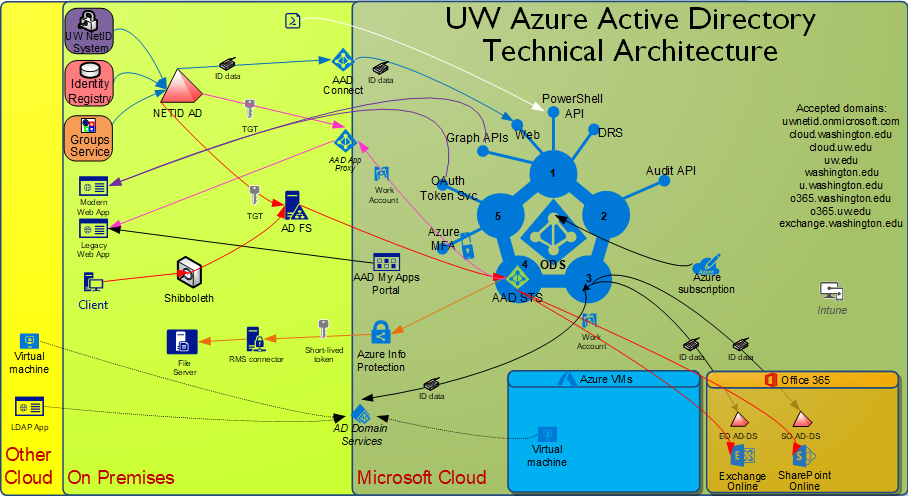 UW Azure Active Directory
Technical Architecture
UW NetID
System
Identity
Registry
Groups
Service
NETID AD
ID data
AAD
Connect
ID data
TGT
AAD App
Proxy
PowerShell
API
Web
Graph APIs
DRS
Audit API
OAuth
Token Svc
Azure
MFA
1
2
3
4
5
ODS
AAD STS
Accepted domains:
uwnetid.onmicrosoft.com
cloud.washington.edu
cloud.uw.edu
uw.edu
washington.edu
u.washington.edu
o365.washington.edu
o365.uw.edu
exchange.washington.edu
Modern
Web App
Legacy
Web App
TGT
AD FS
Work
Account
AAD My Apps
Portal
Client
Shibboleth
Azure
Azure
subscription
Intune
File
Server
RMS connector
Short-lived
token
Azure Info
Protection
Work
Account
ID data
ID data
ID data
Virtual
machine
LDAP App
AD Domain
Services
Azure VMs
Virtual
machine
Office 365
EO AD-DS
SO AD-DS
Exchange
Online
SharePoint
Online
Other
Cloud
On Premises
Microsoft Cloud